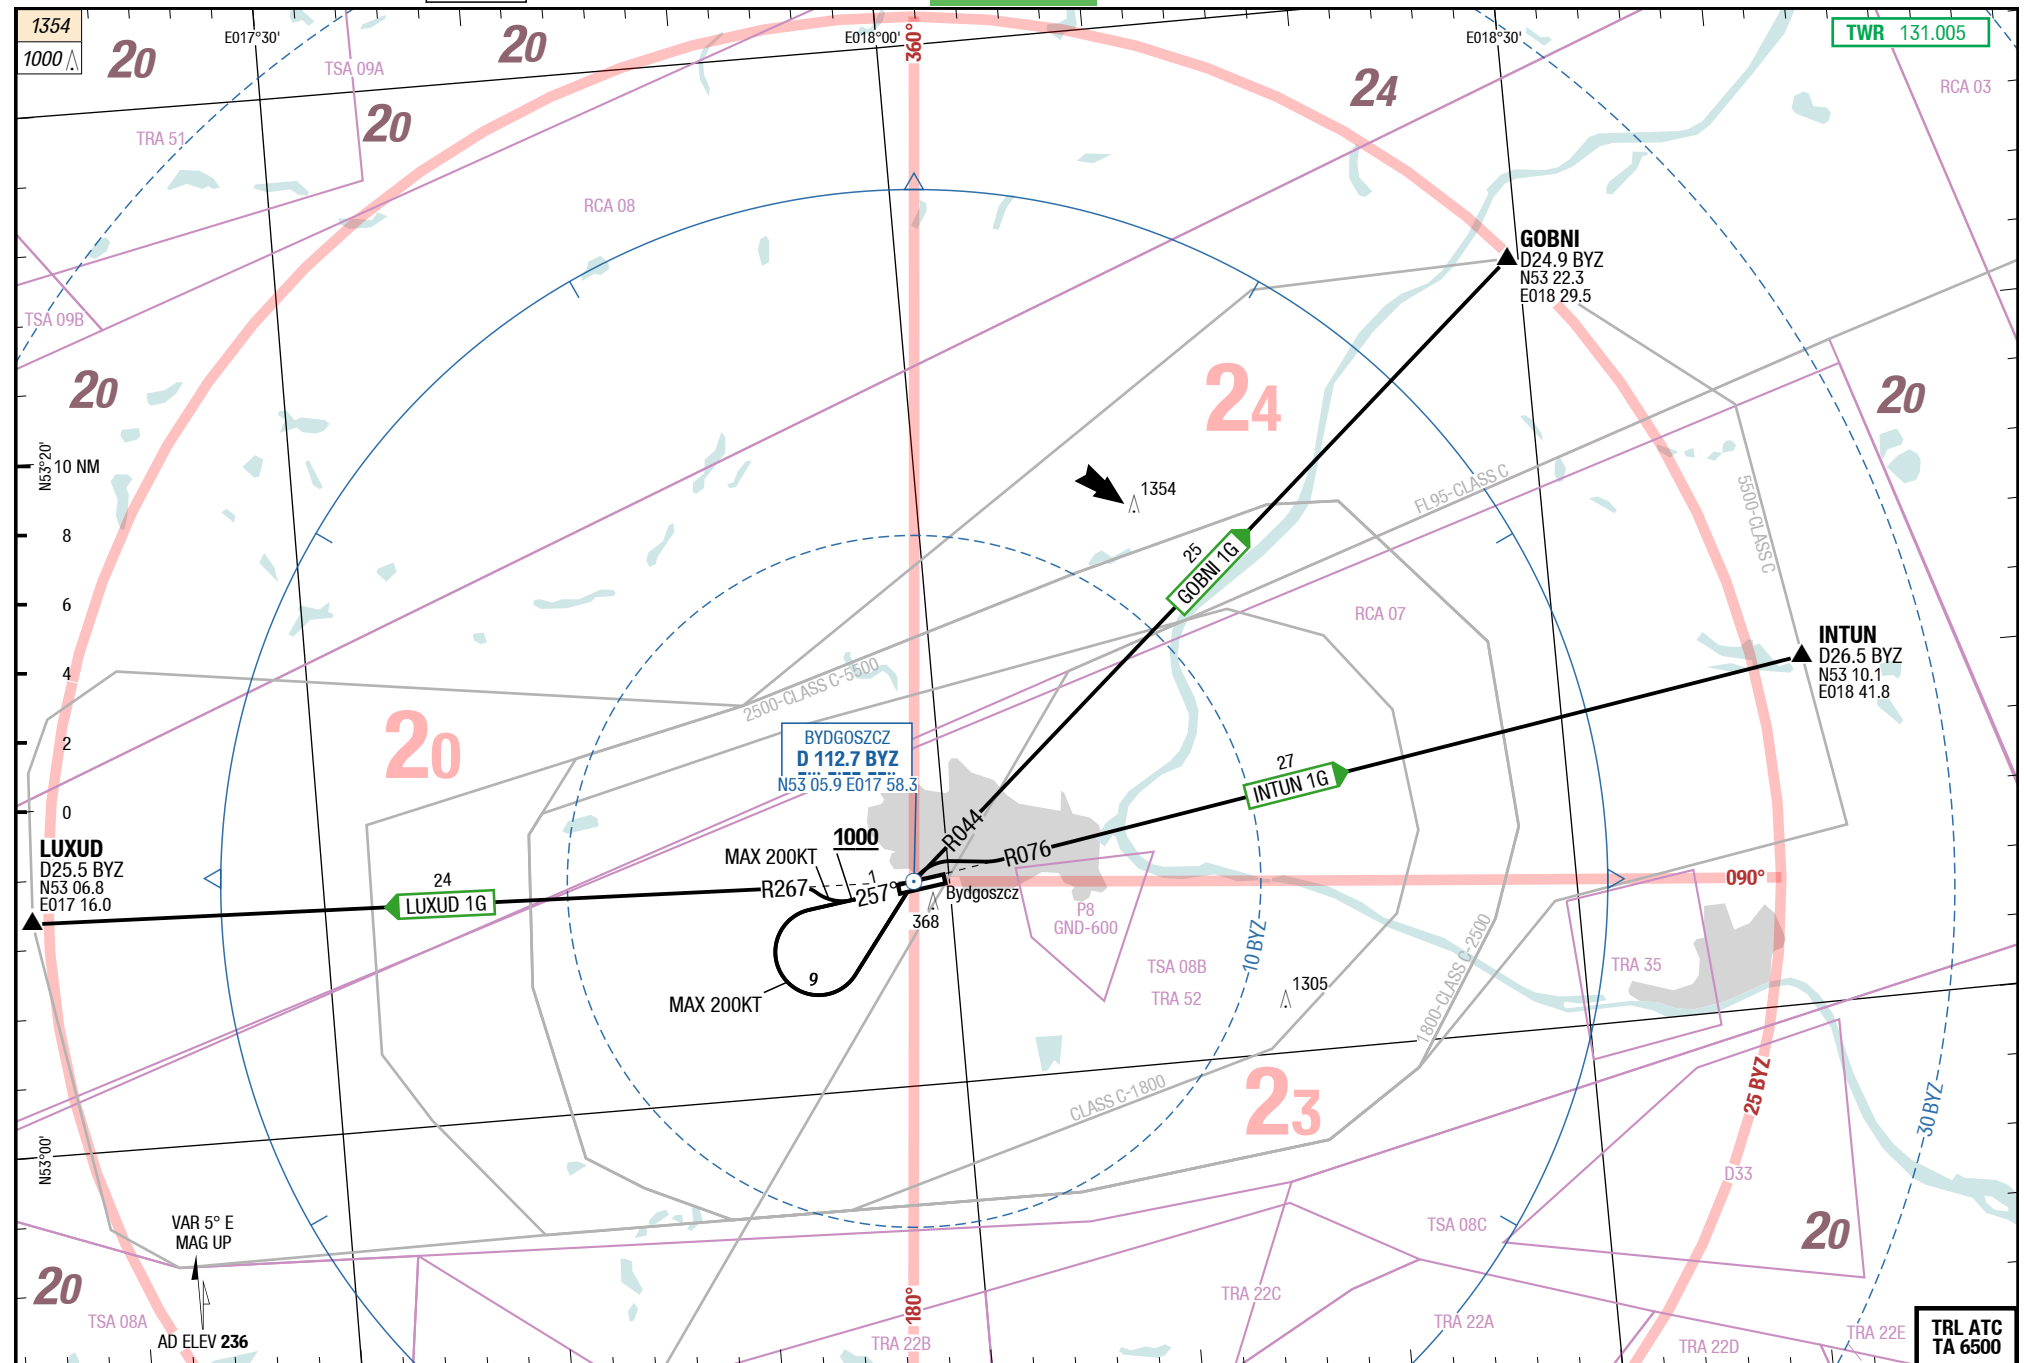 1354
1000
20
TSA 09A
20
E017°30'
20
TRA 51
RCA 08
E018°00'
360°
E018°30'
24
TWR 131.005
RCA 03
GOBNI
D24.9 BYZ
N53 22.3
E018 29.5
TSA 09B
20
24
20
N53°20'
10 NM
8
6
4
2
0
1354
FL95-CLASS C
5500-CLASS C
25
GOBNI 1G
RCA 07
INTUN
D26.5 BYZ
N53 10.1
E018 41.8
2500-CLASS C-5500
20
BYDGOSZCZ
D 112.7 BYZ
N53 05.9 E017 58.3
27
INTUN 1G
R044
R076
1000
MAX 200KT
LUXUD
D25.5 BYZ
N53 06.8
E017 16.0
24
LUXUD 1G
R267
1
257°
Bydgoszcz
368
090°
P8
GND-600
9
MAX 200KT
TSA 08B
TRA 52
10 BYZ
1305
1800-CLASS C-2500
TRA 35
CLASS C-1800
23
25 BYZ
30 BYZ
N53°00'
D33
VAR 5° E
MAG UP
TSA 08C
20
20
TSA 08A
AD ELEV 236
180°
TRA 22B
TRA 22C
TRA 22A
TRA 22D
TRA 22E
TRL ATC
TA 6500